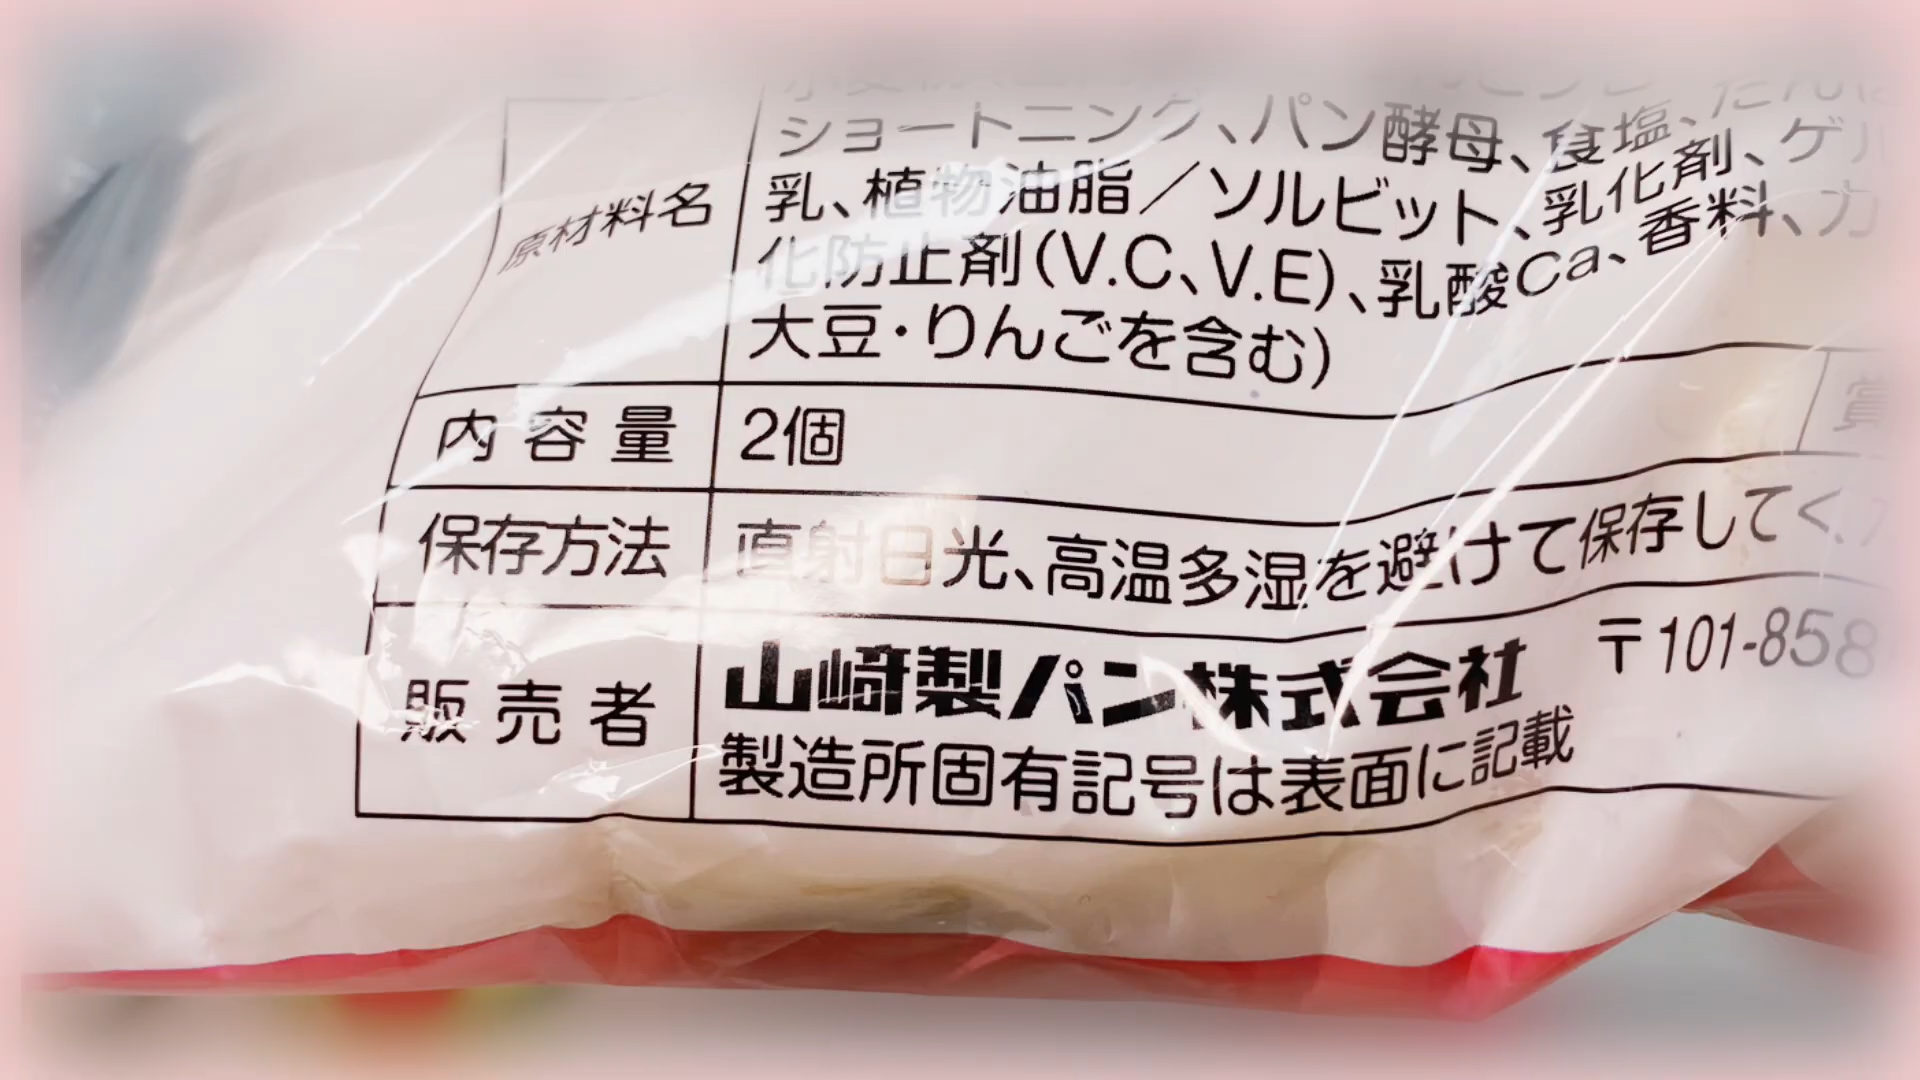 ショートニング、パン酵母、食塩、
原材料名
乳、植物油脂／ソルビット、乳化剤、ゲル
化防止剤(V.C、V.E)、乳酸Ca、香料、カ
大豆・りんごを含む)
内容量 2個
賞
保存方法 直射日光、高温多湿を避けて保存してく
販売者 山崎製パン株式会社 〒101-858
製造所固有記号は表面に記載